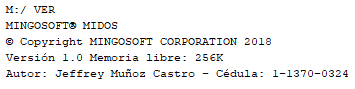 M:/ VER
MINGOSOFT® MIDOS
© Copyright MINGOSOFT CORPORATION 2018
Versión 1.0 Memoria libre: 256K
Autor: Jeffrey Muñoz Castro - Cédula: 1-1370-0324